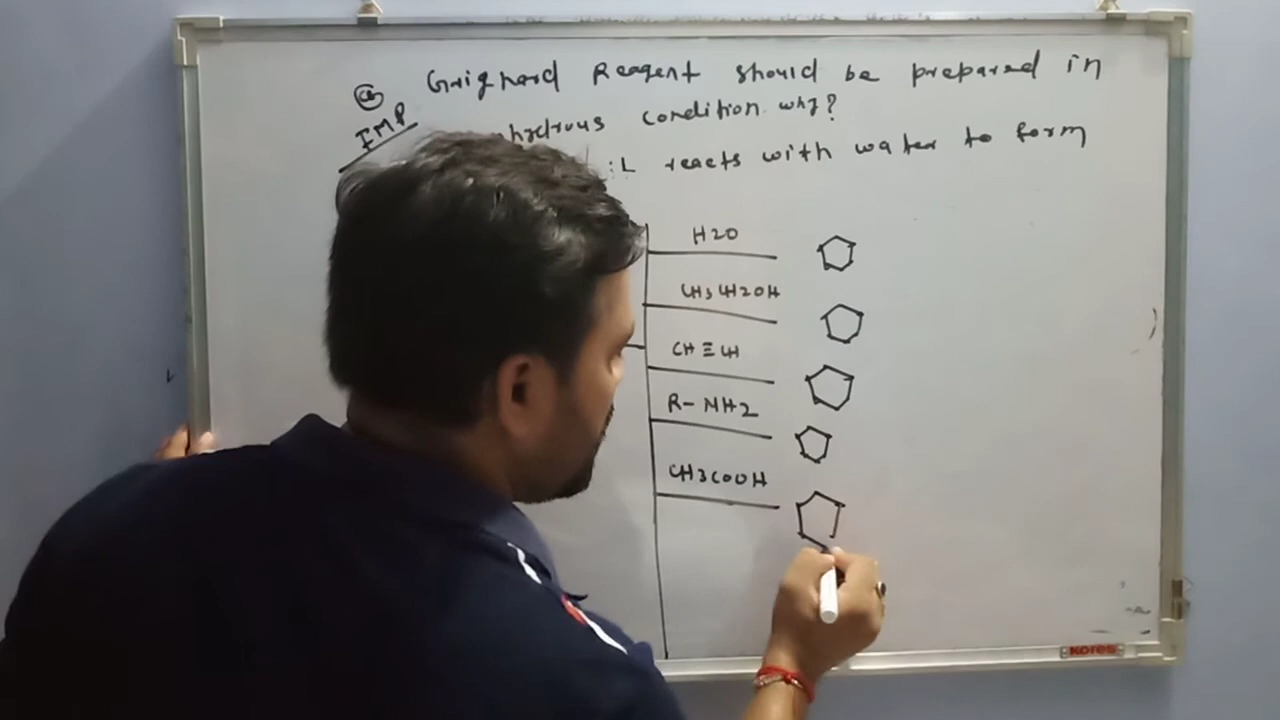 Q Grighard Reagent should be prepared in
IMP hydrous condition. why?
reacts with water to form
H2O
CH3CH2OH
CH≡CH
R-NH2
CH3COOH
KORES